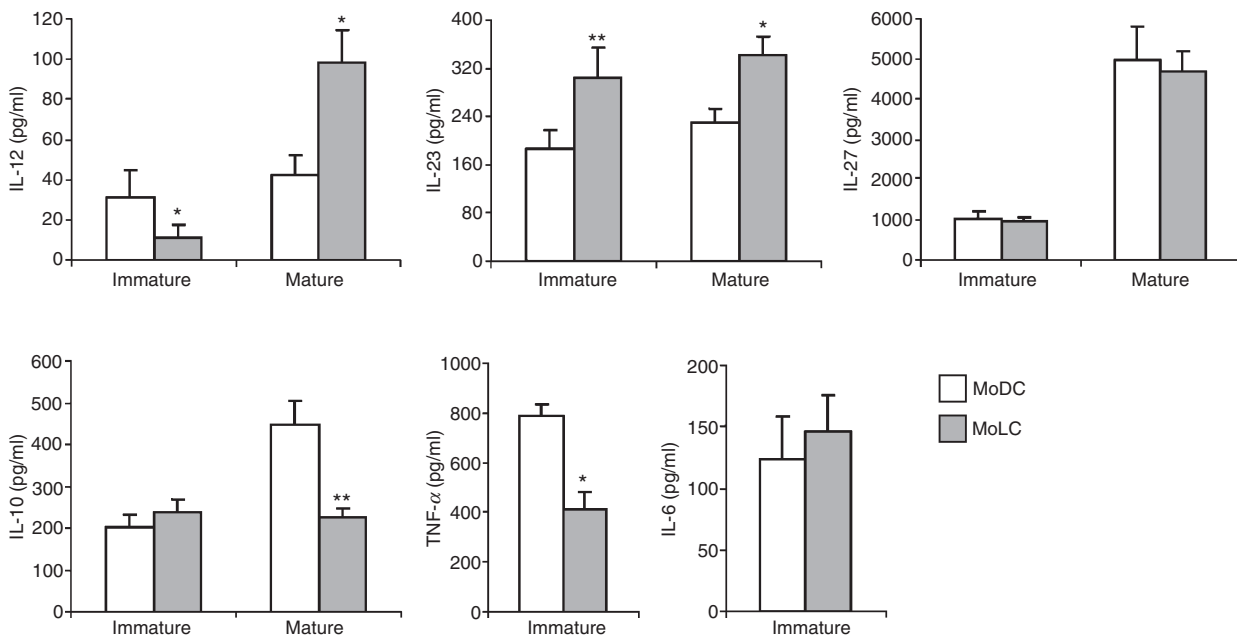 IL-12 (pg/ml)
120
100
80
60
40
20
0
*
*
Immature
Mature
IL-23 (pg/ml)
400
320
240
160
80
0
**
*
Immature
Mature
IL-27 (pg/ml)
6000
5000
4000
3000
2000
1000
0
Immature
Mature
IL-10 (pg/ml)
600
500
400
300
200
100
0
**
Immature
Mature
TNF-α (pg/ml)
1000
800
600
400
200
0
*
Immature
IL-6 (pg/ml)
200
150
100
50
0
Immature
MoDC
MoLC